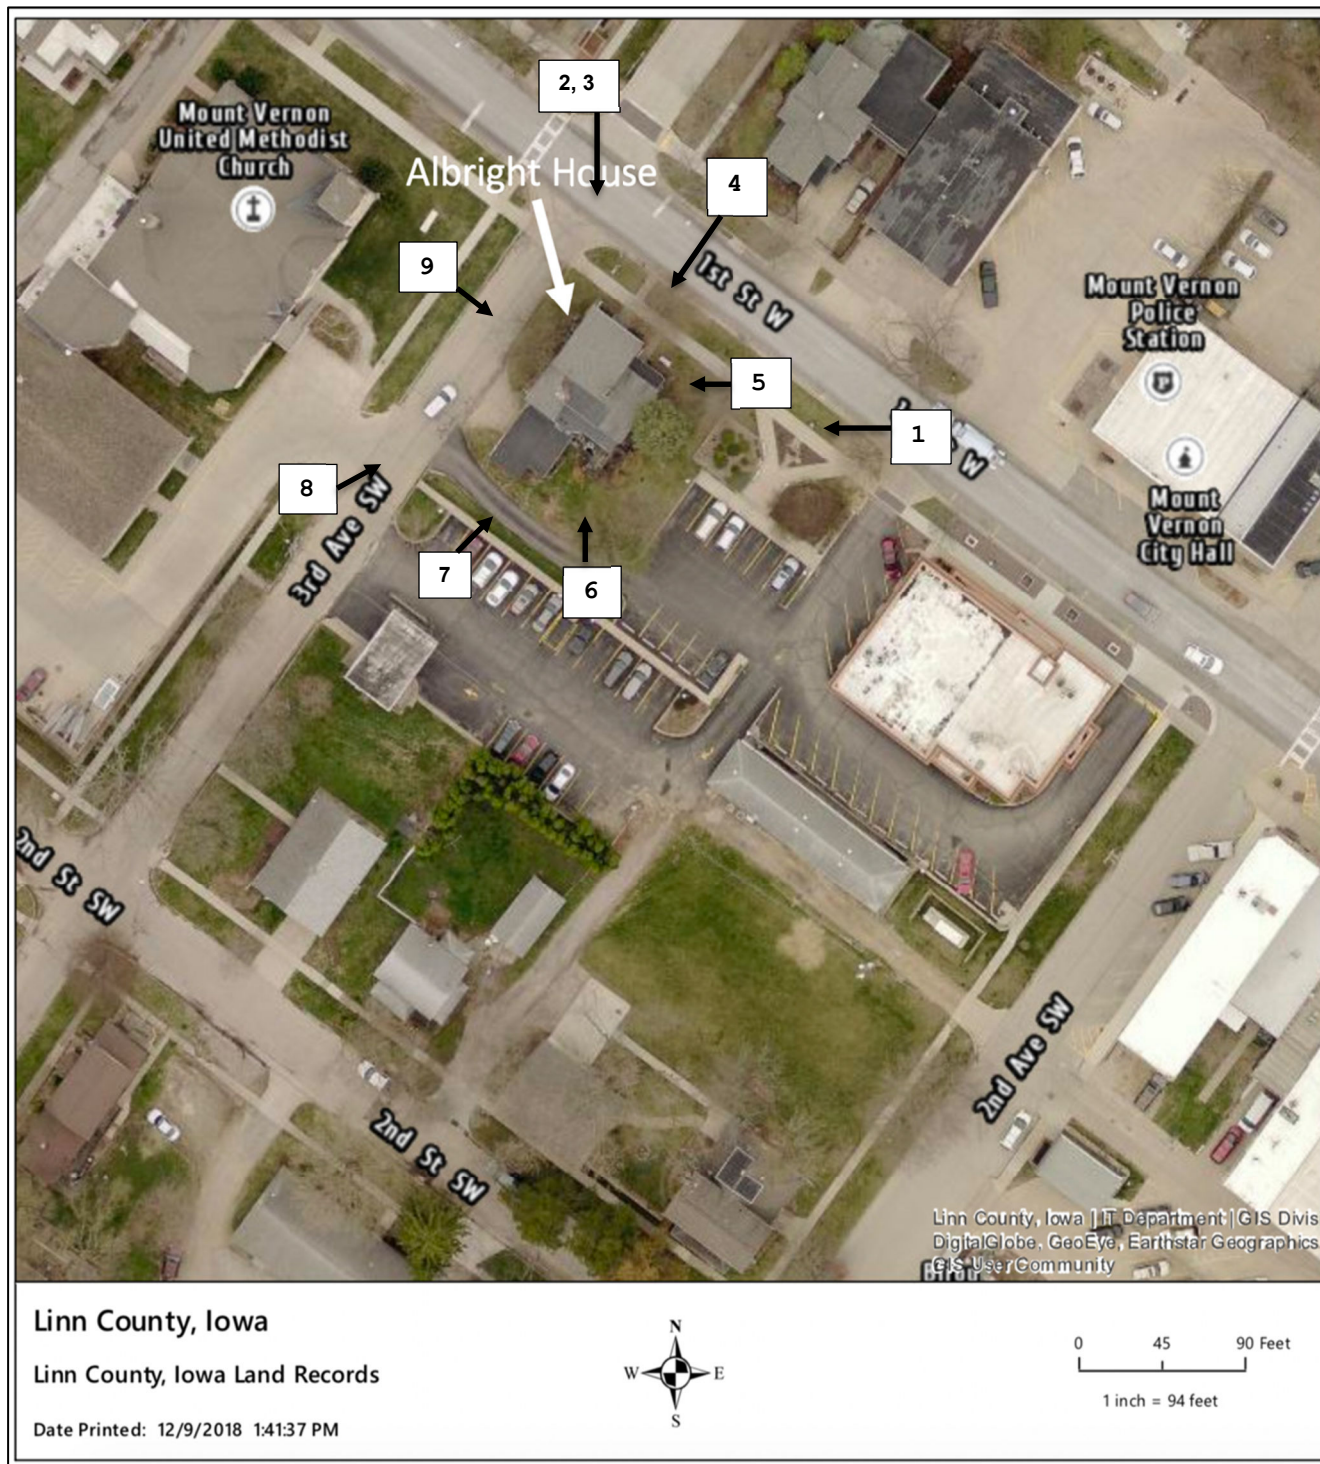 2, 3
Mount Vernon
United Methodist
Church
Albright House
4
9
1st St W
Mount Vernon
Police
Station
5
1
W
8
Mount
Vernon
City Hall
3rd Ave SW
7
6
2nd St SW
2nd Ave SW
2nd St SW
Linn County, Iowa | IT Department | GIS Divis
DigitalGlobe, GeoEye, Earthstar Geographics
GIS User Community
Linn County, Iowa
N
0 45 90 Feet
Linn County, Iowa Land Records
W E
1 inch = 94 feet
S
Date Printed: 12/9/2018 1:41:37 PM